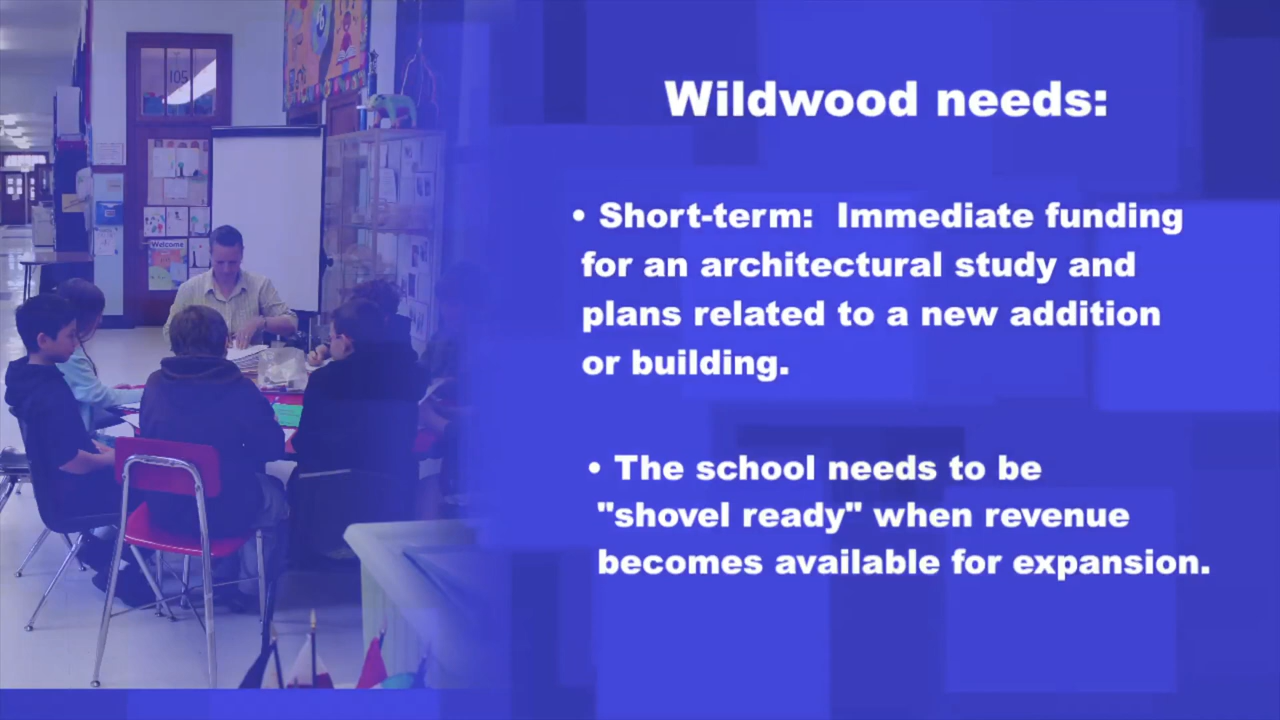 105
Welcome
Wildwood needs:
• Short-term:  Immediate funding
for an architectural study and
plans related to a new addition
or building.
• The school needs to be
"shovel ready" when revenue
becomes available for expansion.